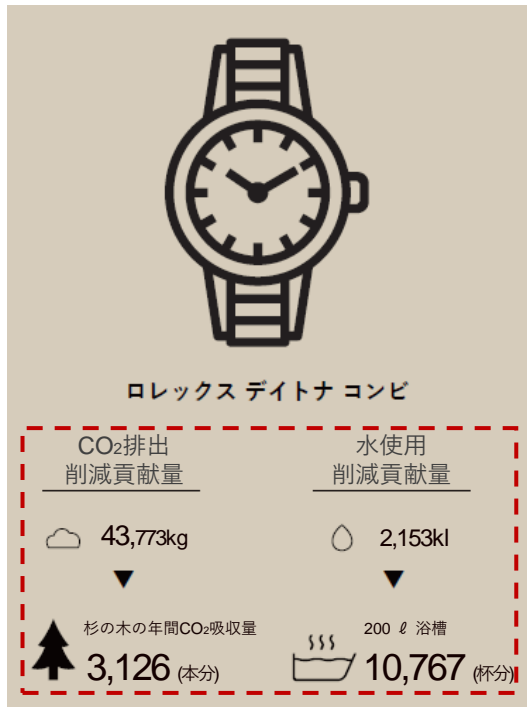 ロレックス デイトナ コンビ
CO₂排出
削減貢献量
43,773kg
▼
杉の木の年間CO₂吸収量
3,126 (本分)
水使用
削減貢献量
2,153kl
▼
200 ℓ 浴槽
10,767 (杯分)